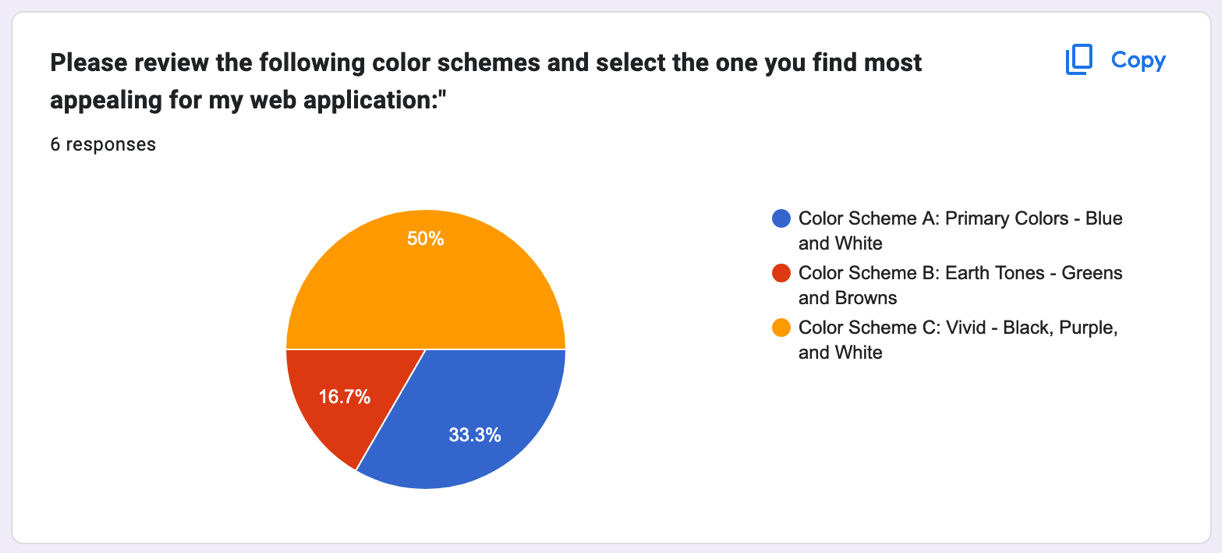 Please review the following color schemes and select the one you find most
appealing for my web application:"
Copy
6 responses
50%
16.7%
33.3%
Color Scheme A: Primary Colors - Blue
and White
Color Scheme B: Earth Tones - Greens
and Browns
Color Scheme C: Vivid - Black, Purple,
and White